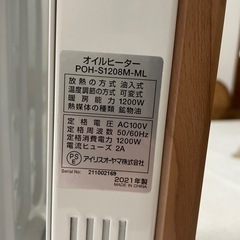 オイルヒーター
POH-S1208M-ML
放熱の方式 油入式
温度調節の方式 可変式
暖房能力 1200W
熱媒体の種類 鉱物油
定格電圧 AC100V
定格周波数 50/60Hz
定格消費電力 1200W
電流ヒューズ 2A
PSE
アイリスオーヤマ株式会社
Serial No.:
211002169
2021年製
MADE IN CHINA